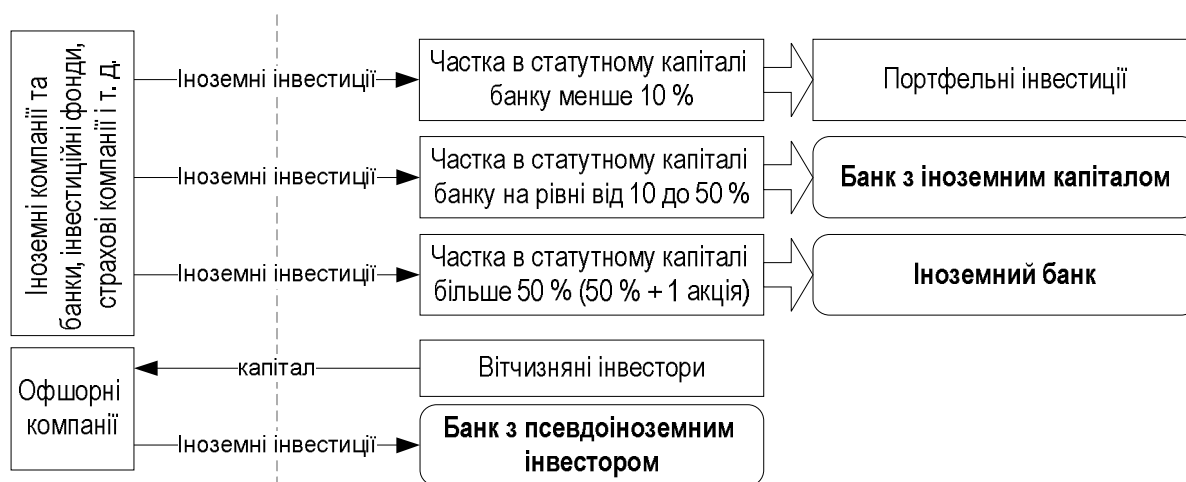 Іноземні компанії та
банки, інвестиційні фонди,
страхові компанії і т. д.
Іноземні інвестиції
Частка в статутному капіталі
банку менше 10 %
Портфельні інвестиції
Іноземні інвестиції
Частка в статутному капіталі
банку на рівні від 10 до 50 %
Банк з іноземним капіталом
Іноземні інвестиції
Частка в статутному капіталі
більше 50 % (50 % + 1 акція)
Іноземний банк
Офшорні
компанії
капітал
Вітчизняні інвестори
Іноземні інвестиції
Банк з псевдоіноземним
інвестором